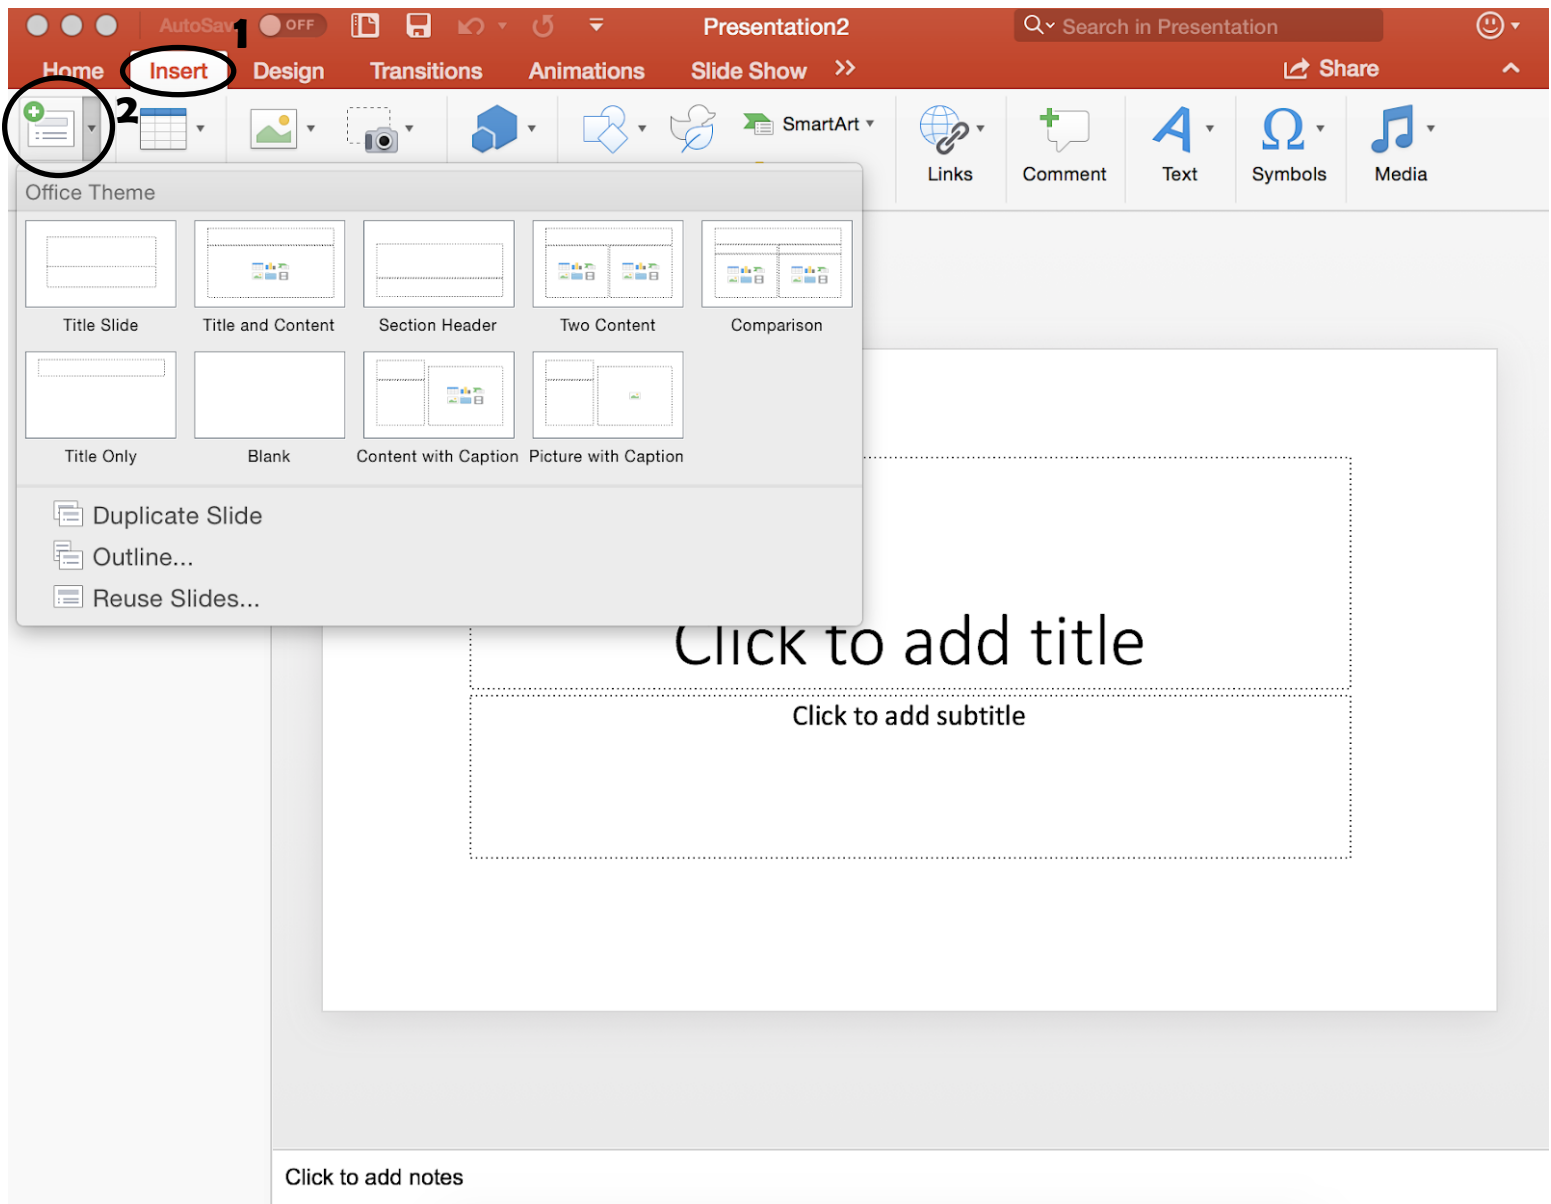 AutoSav
1
OFF
Presentation2
Search in Presentation
Home
Insert
Design
Transitions
Animations
Slide Show
Share
2
SmartArt
Links
Comment
Text
Symbols
Media
Office Theme
Title Slide
Title and Content
Section Header
Two Content
Comparison
Title Only
Blank
Content with Caption
Picture with Caption
Duplicate Slide
Outline...
Reuse Slides...
Click to add title
Click to add subtitle
Click to add notes